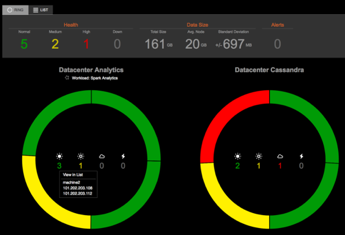 RING LIST
Health Data Size Alerts
Normal Medium High Down Total Size Avg. Node Standard Deviation
5 2 1 0 161 GB 20 GB +/-697 MB 0
Datacenter Analytics Datacenter Cassandra
Workload: Spark Analytics
3 1 0 0 2 1 1 0
View in List
101.202.203.108
101.202.203.112